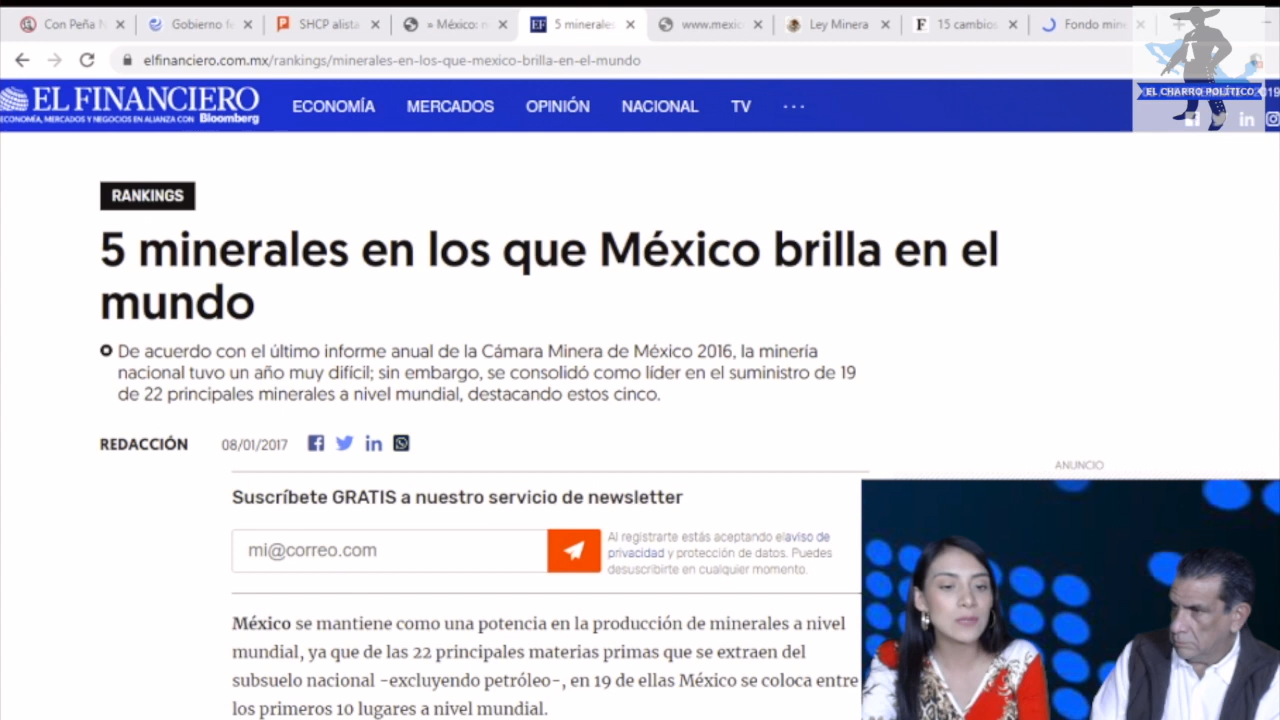 Con Peña N
Gobierno fe
SHCP alista
» México: n
5 minerales
www.mexic
Ley Minera
15 cambios
Fondo mine
elfinanciero.com.mx/rankings/minerales-en-los-que-mexico-brilla-en-el-mundo
EL CHARRO POLÍTICO
EL FINANCIERO
ECONOMÍA, MERCADOS Y NEGOCIOS EN ALIANZA CON Bloomberg
ECONOMÍA
MERCADOS
OPINIÓN
NACIONAL
TV
...
RANKINGS
5 minerales en los que México brilla en el
mundo
De acuerdo con el último informe anual de la Cámara Minera de México 2016, la minería
nacional tuvo un año muy difícil; sin embargo, se consolidó como líder en el suministro de 19
de 22 principales minerales a nivel mundial, destacando estos cinco.
REDACCIÓN 08/01/2017
ANUNCIO
Suscríbete GRATIS a nuestro servicio de newsletter
mi@correo.com
Al registrarte estás aceptando elaviso de
privacidad y protección de datos. Puedes
desuscribirte en cualquier momento.
México se mantiene como una potencia en la producción de minerales a nivel
mundial, ya que de las 22 principales materias primas que se extraen del
subsuelo nacional -excluyendo petróleo-, en 19 de ellas México se coloca entre
los primeros 10 lugares a nivel mundial.